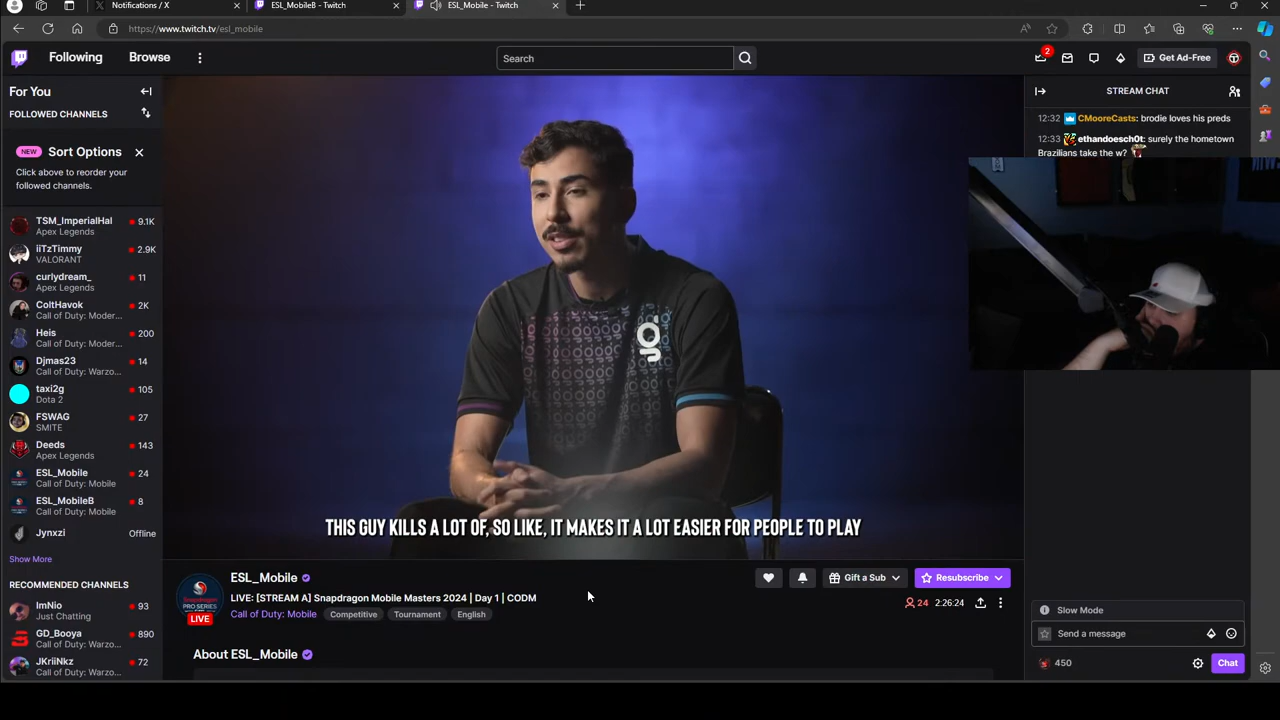 Notifications / X
ESL_MobileB - Twitch
ESL_Mobile - Twitch
https://www.twitch.tv/esl_mobile
Following
Browse
Search
2
Get Ad-Free
For You
FOLLOWED CHANNELS
NEW Sort Options
Click above to reorder
your followed channels.
TSM_ImperialHal 9.1K
Apex Legends
iiTzTimmy 2.9K
VALORANT
curlydream_ 11
Apex Legends
ColtHavok 2K
Call of Duty: Moder...
Heis 200
Call of Duty: Moder...
Djmas23 14
Call of Duty: Warzo...
taxi2g 105
Dota 2
FSWAG 27
SMITE
Deeds 143
Apex Legends
ESL_Mobile 24
Call of Duty: Mobile
ESL_MobileB 8
Call of Duty: Mobile
Jynxzi Offline
Show More
RECOMMENDED CHANNELS
ImNio 93
Just Chatting
GD_Booya 890
Call of Duty: Warzo...
JKriiNkz 72
Call of Duty: Warzo...
THIS GUY KILLS A LOT OF, SO LIKE, IT MAKES IT A LOT EASIER FOR PEOPLE TO PLAY
SNAPDRAGON
PRO SERIES
LIVE
ESL_Mobile
LIVE: [STREAM A] Snapdragon Mobile Masters 2024 | Day 1 | CODM
Call of Duty: Mobile
Competitive
Tournament
English
Gift a Sub
Resubscribe
24
2:26:24
About ESL_Mobile
STREAM CHAT
12:32 CMooreCasts: brodie loves his preds
12:33 ethandoesch0t: surely the hometown
Brazilians take the w?
Slow Mode
Send a message
450
Chat